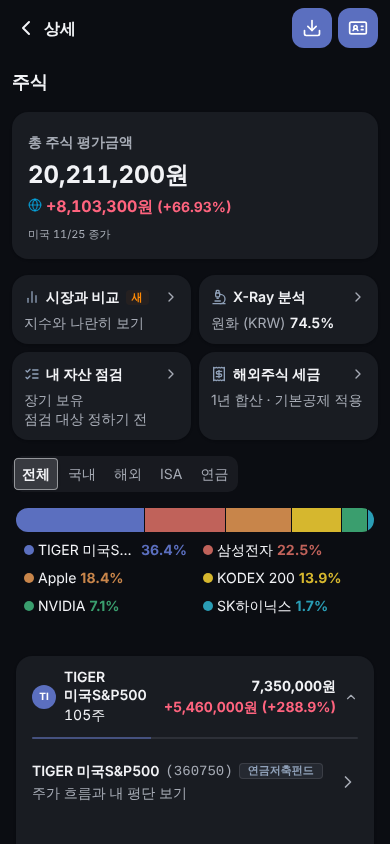 상세
주식
총 주식 평가금액
20,211,200원
+8,103,300원 (+66.93%)
미국 11/25 종가
시장과 비교 새
지수와 나란히 보기
X-Ray 분석
원화 (KRW) 74.5%
내 자산 점검
장기 보유
점검 대상 정하기 전
해외주식 세금
1년 합산 · 기본공제 적용
전체 국내 해외 ISA 연금
TIGER 미국S... 36.4%
삼성전자 22.5%
Apple 18.4%
KODEX 200 13.9%
NVIDIA 7.1%
SK하이닉스 1.7%
TI
TIGER
미국S&P500
105주
7,350,000원
+5,460,000원 (+288.9%)
TIGER 미국S&P500 (360750) 연금저축펀드
주가 흐름과 내 평단 보기